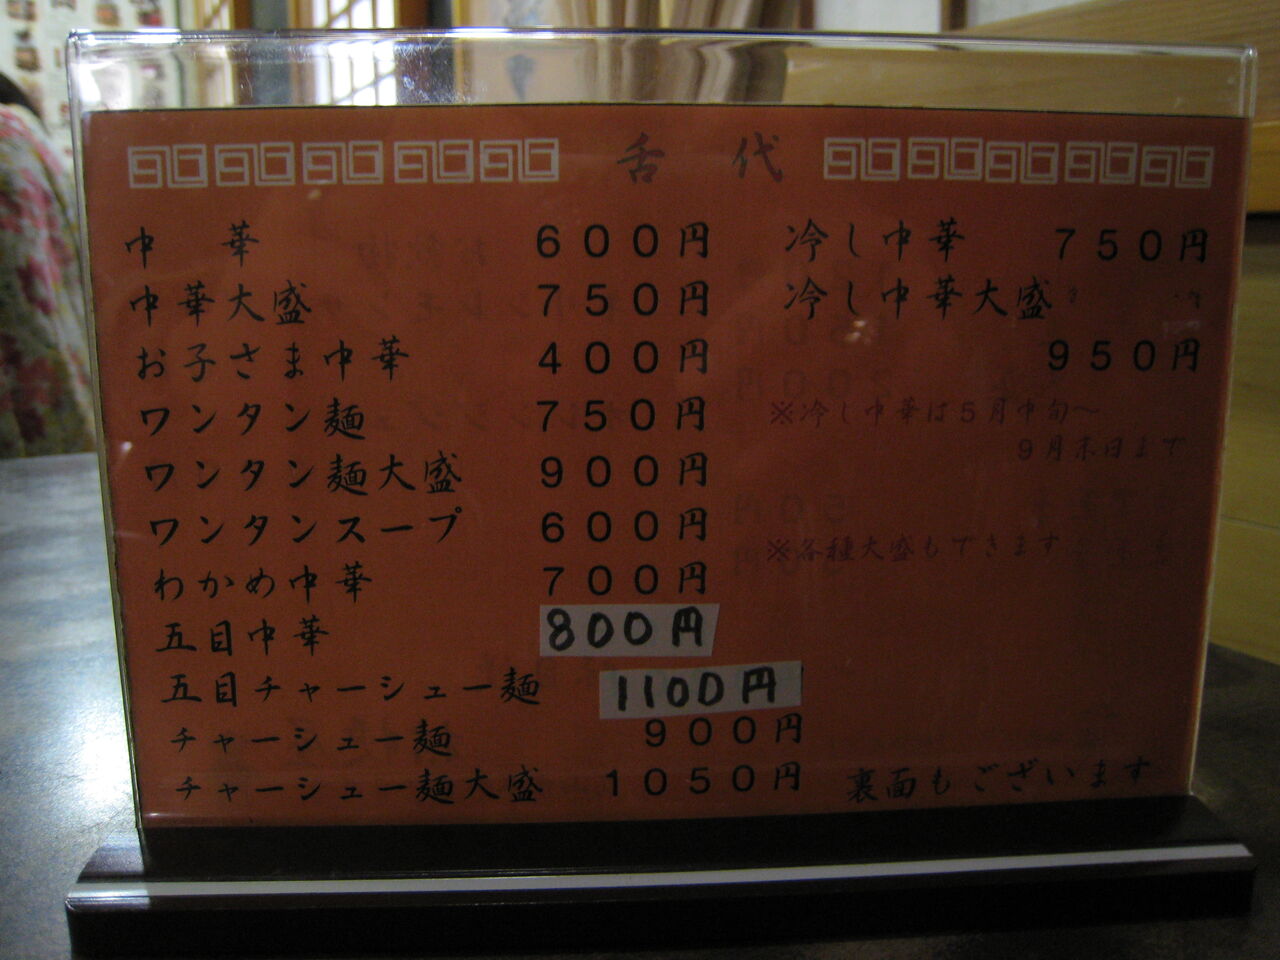 舌代
中華 600円
中華大盛 750円
お子さま中華 400円
ワンタン麺 750円
ワンタン麺大盛 900円
ワンタンスープ 600円
わかめ中華 700円
五目中華 800円
五目チャーシュー麺 1100円
チャーシュー麺 900円
チャーシュー麺大盛 1050円
冷し中華 750円
冷し中華大盛
950円
※冷し中華は5月中旬～
9月末日まで
※各種大盛もできます
裏面もございます